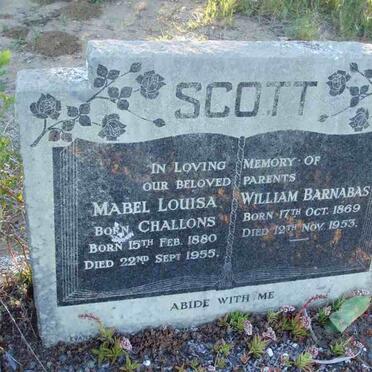 SCOTT
IN LOVING MEMORY OF
OUR BELOVED PARENTS
MABEL LOUISA
BORN CHALLONS
BORN 15TH FEB. 1880
DIED 22ND SEPT 1955.
WILLIAM BARNABAS
BORN 17TH OCT. 1869
DIED 12TH NOV. 1953.
ABIDE WITH ME